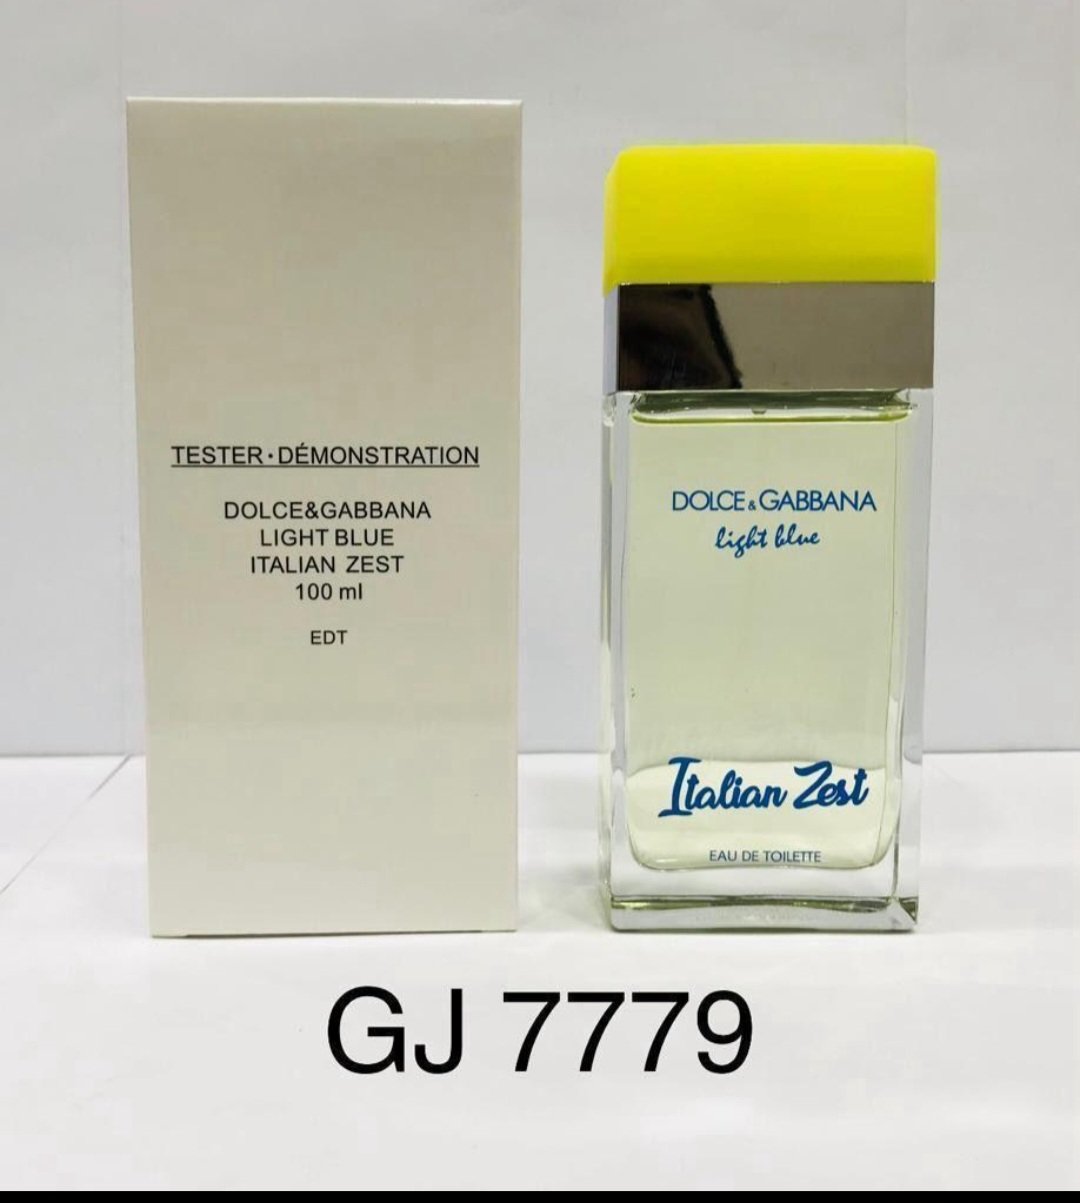 TESTER·DÉMONSTRATION
DOLCE&GABBANA
LIGHT BLUE
ITALIAN ZEST
100 ml
EDT
DOLCE&GABBANA
light blue
Italian Zest
EAU DE TOILETTE
GJ 7779